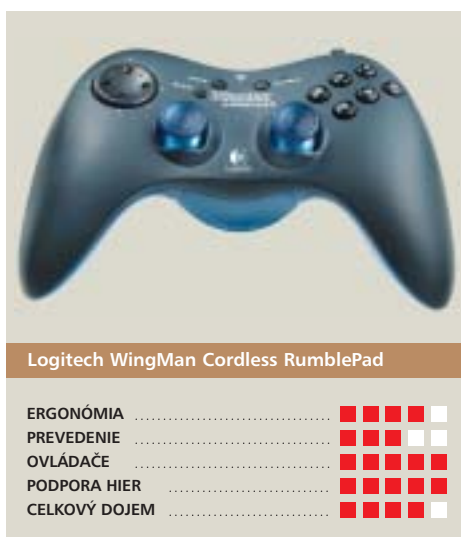 Logitech WingMan Cordless RumblePad
ERGONÓMIA
PREVEDENIE
OVLÁDAČE
PODPORA HIER
CELKOVÝ DOJEM